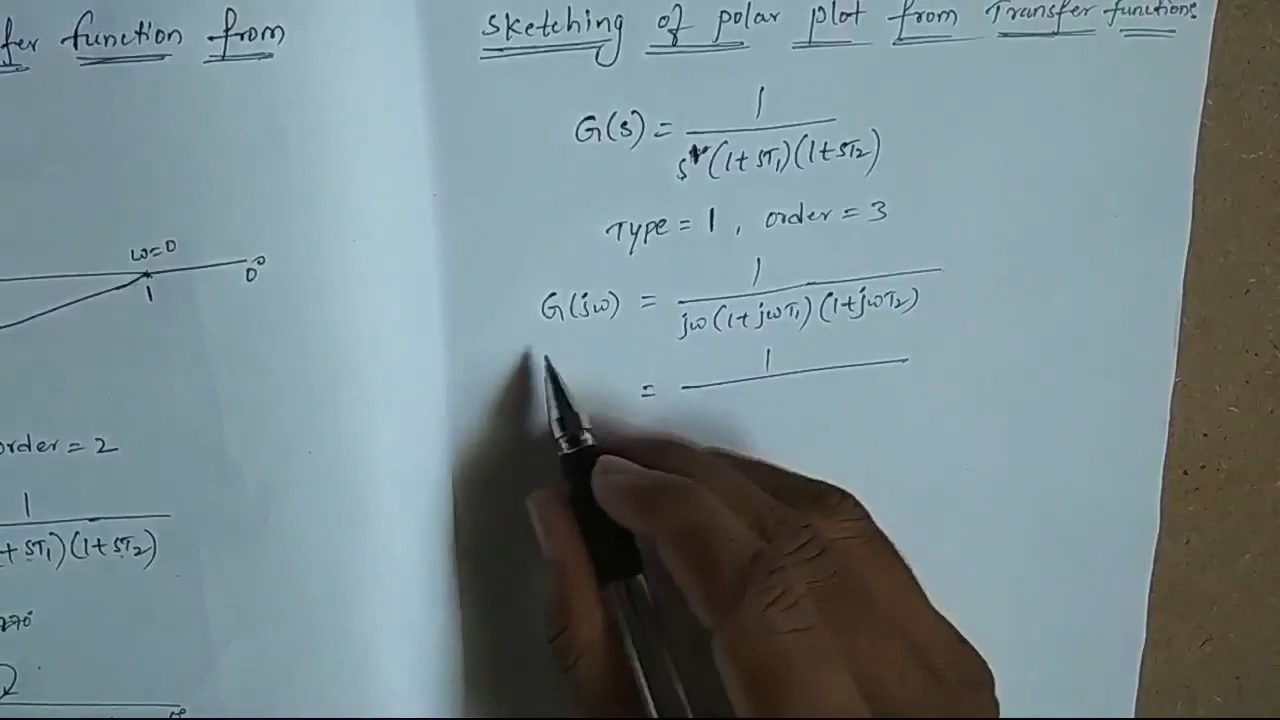 fer function from
ω=0
0°
1
order = 2
1
+ ST₁)(1+ ST₂)
Sketching of polar plot from Transfer functions
G(s) = 1
s (1+ ST₁)(1+ST₂)
Type = 1 , order = 3
G(jω) = 1
jω (1+jωT₁) (1+jωT₂)
= 1